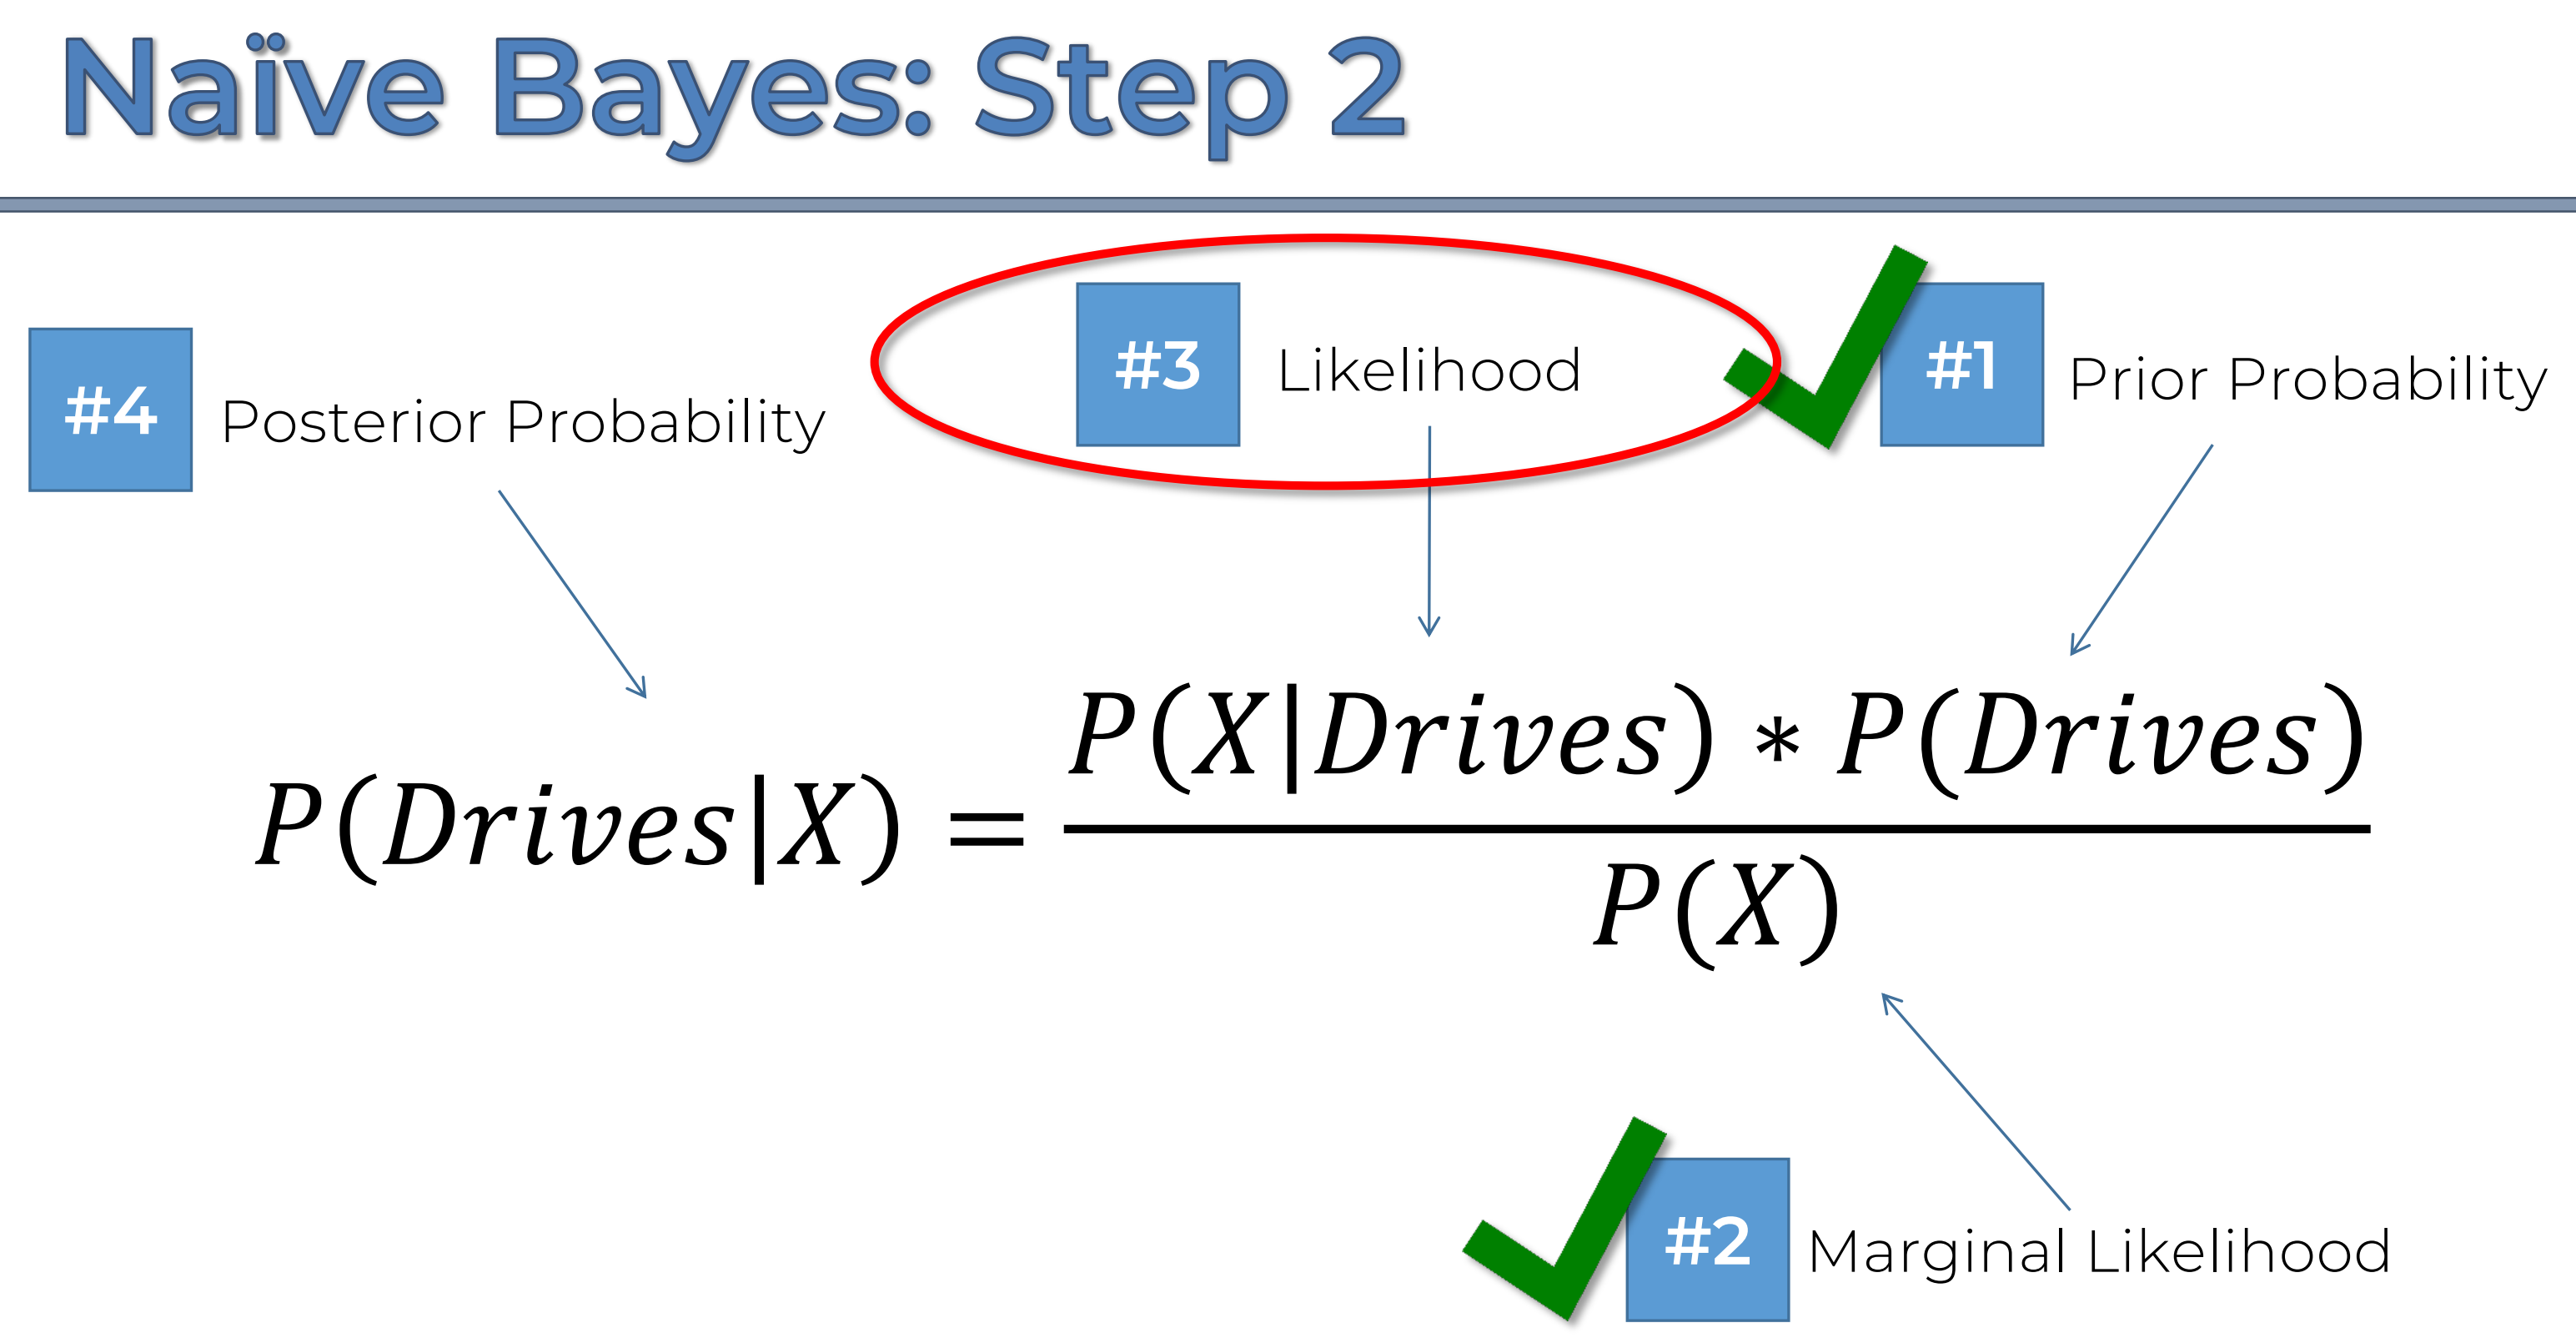 Naïve Bayes: Step 2
#4 Posterior Probability
#3 Likelihood
#1 Prior Probability
P(Drives|X) = P(X|Drives) * P(Drives)
P(X)
#2 Marginal Likelihood